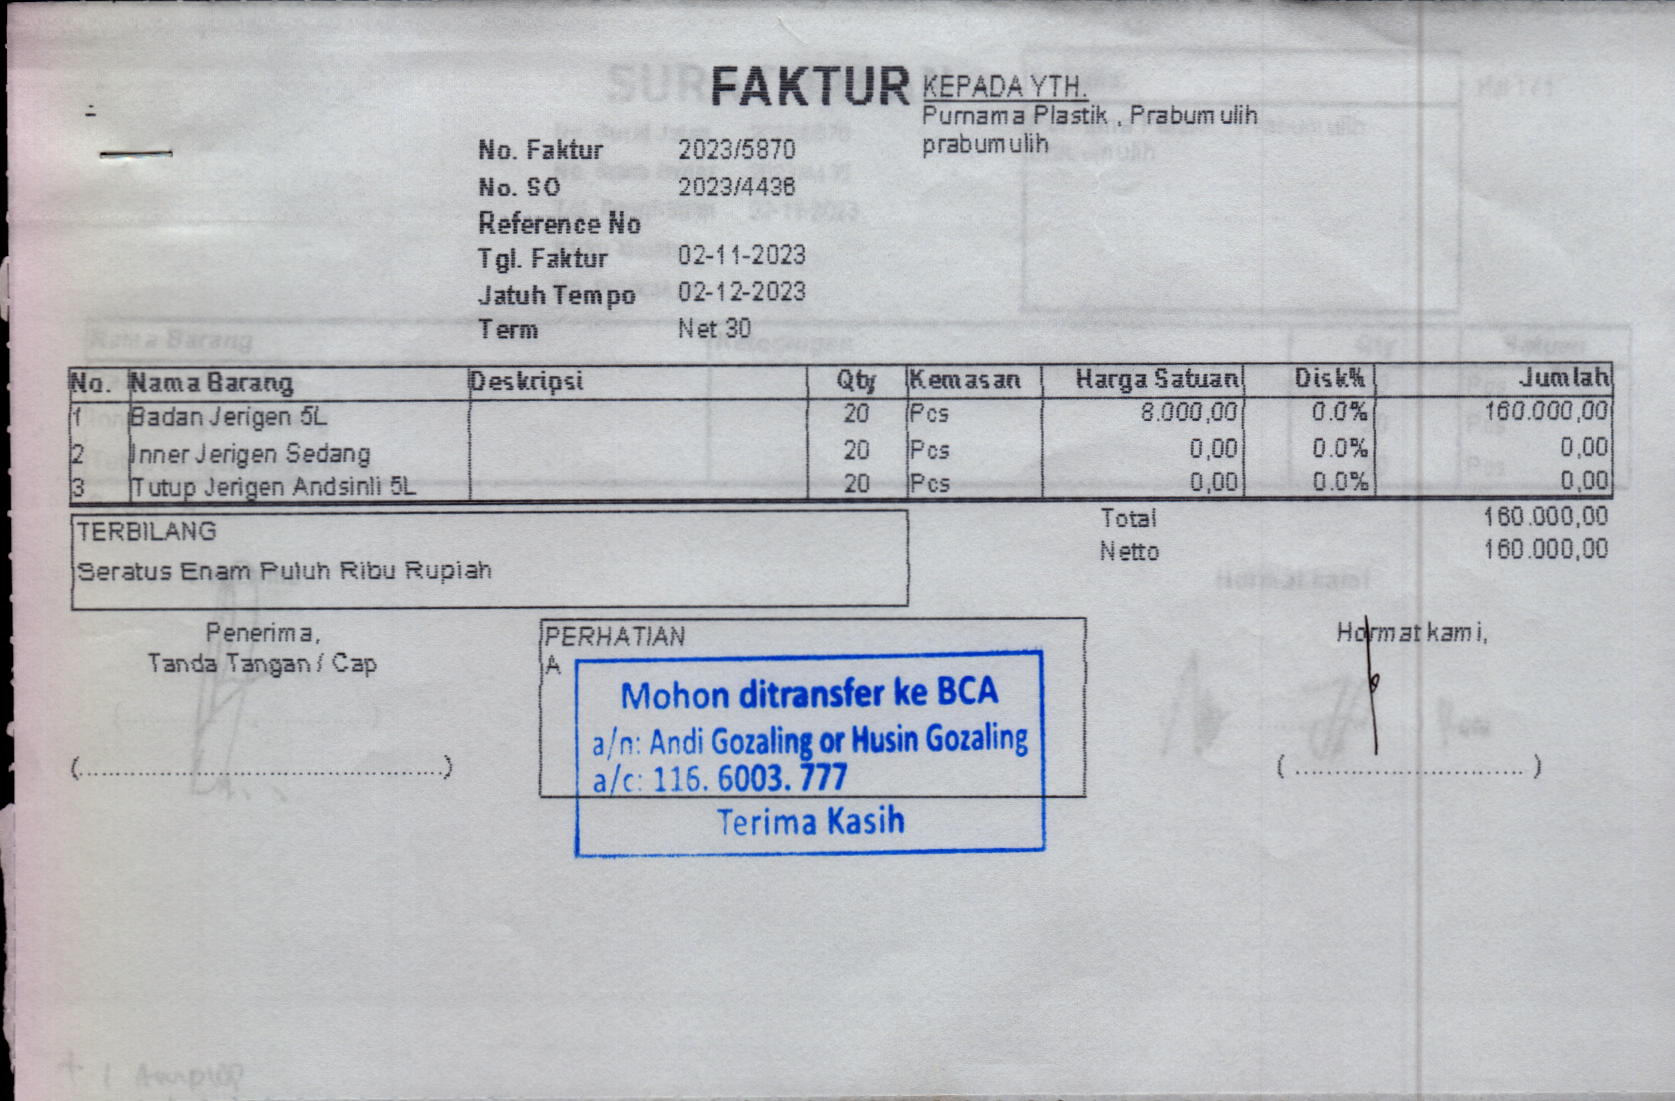 FAKTUR
KEPADA YTH.
Purnama Plastik , Prabumulih
prabumulih
No. Faktur 2023/5870
No. SO 2023/4436
Reference No
Tgl. Faktur 02-11-2023
Jatuh Tempo 02-12-2023
Term Net 30
No. Nama Barang Deskripsi Qty Kemasan Harga Satuan Disk% Jumlah
1 Badan Jerigen 5L 20 Pcs 8.000,00 0.0% 160.000,00
2 Inner Jerigen Sedang 20 Pcs 0,00 0.0% 0,00
3 Tutup Jerigen Andsinli 5L 20 Pcs 0,00 0.0% 0,00
Total 160.000,00
Netto 160.000,00
TERBILANG
Seratus Enam Puluh Ribu Rupiah
Penerima,
Tanda Tangan / Cap
(............................................)
PERHATIAN
A
Mohon ditransfer ke BCA
a/n: Andi Gozaling or Husin Gozaling
a/c: 116. 6003. 777
Terima Kasih
Hormat kami,
( ............................ )